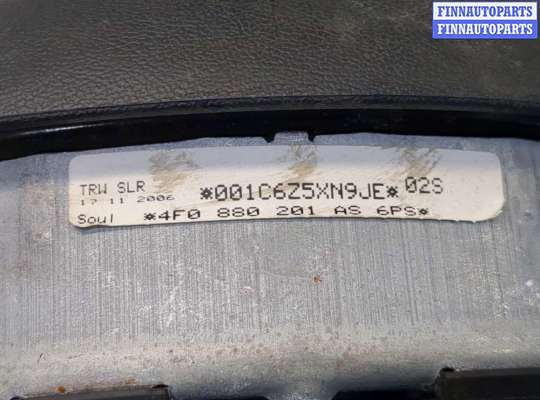 FINNAUTOPARTS
FINNAUTOPARTS
TRW SLR
17 11 2006 *001C6Z5XN9JE* 02S
Soul *4F0 880 201 AS 6PS*